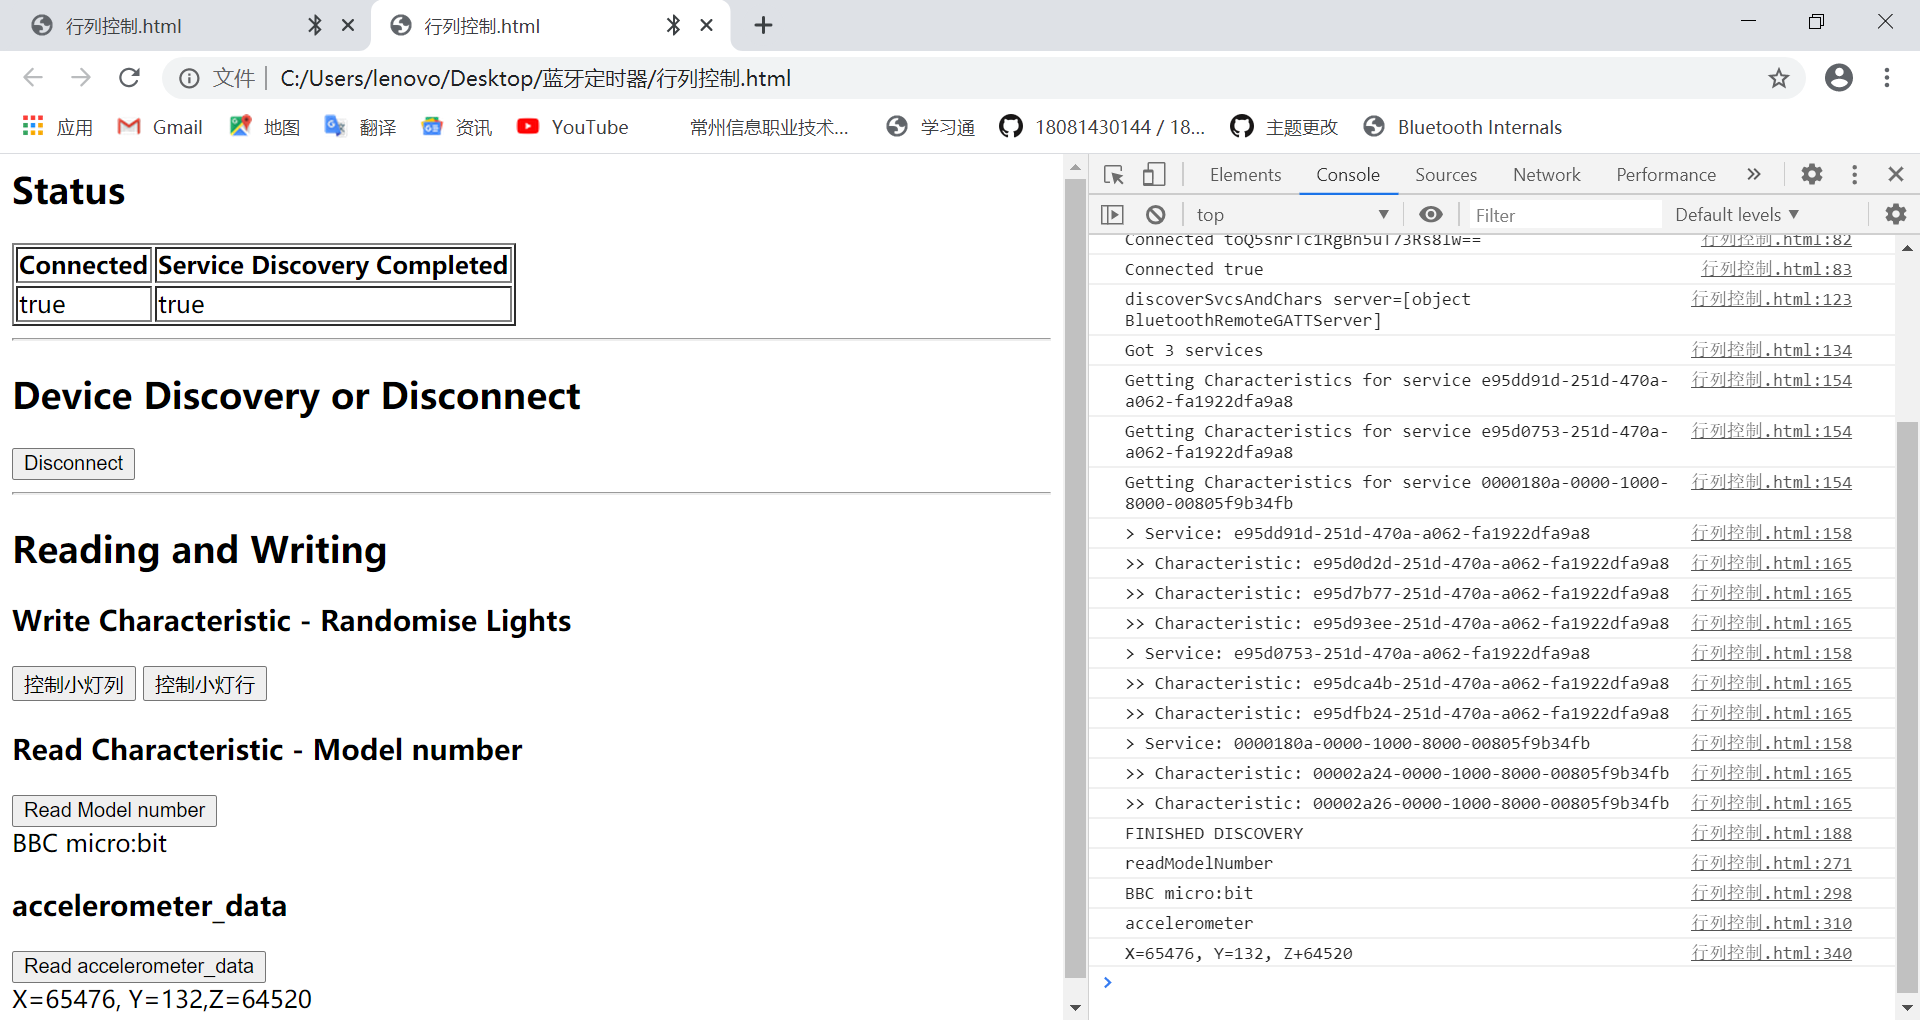 行列控制.html
行列控制.html
文件 C:/Users/lenovo/Desktop/蓝牙定时器/行列控制.html
应用 Gmail 地图 翻译 资讯 YouTube 常州信息职业技术... 学习通 18081430144 / 18... 主题更改 Bluetooth Internals
Status
Connected Service Discovery Completed
true true
Device Discovery or Disconnect
Disconnect
Reading and Writing
Write Characteristic - Randomise Lights
控制小灯列 控制小灯行
Read Characteristic - Model number
Read Model number
BBC micro:bit
accelerometer_data
Read accelerometer_data
X=65476, Y=132,Z=64520
Elements Console Sources Network Performance »
top Filter Default levels
Connected 行列控制.html:82
Connected true 行列控制.html:83
discoverSvcsAndChars server=[object 行列控制.html:123
BluetoothRemoteGATTServer]
Got 3 services 行列控制.html:134
Getting Characteristics for service e95dd91d-251d-470a- 行列控制.html:154
a062-fa1922dfa9a8
Getting Characteristics for service e95d0753-251d-470a- 行列控制.html:154
a062-fa1922dfa9a8
Getting Characteristics for service 0000180a-0000-1000- 行列控制.html:154
8000-00805f9b34fb
> Service: e95dd91d-251d-470a-a062-fa1922dfa9a8 行列控制.html:158
>> Characteristic: e95d0d2d-251d-470a-a062-fa1922dfa9a8 行列控制.html:165
>> Characteristic: e95d7b77-251d-470a-a062-fa1922dfa9a8 行列控制.html:165
>> Characteristic: e95d93ee-251d-470a-a062-fa1922dfa9a8 行列控制.html:165
> Service: e95d0753-251d-470a-a062-fa1922dfa9a8 行列控制.html:158
>> Characteristic: e95dca4b-251d-470a-a062-fa1922dfa9a8 行列控制.html:165
>> Characteristic: e95dfb24-251d-470a-a062-fa1922dfa9a8 行列控制.html:165
> Service: 0000180a-0000-1000-8000-00805f9b34fb 行列控制.html:158
>> Characteristic: 00002a24-0000-1000-8000-00805f9b34fb 行列控制.html:165
>> Characteristic: 00002a26-0000-1000-8000-00805f9b34fb 行列控制.html:165
FINISHED DISCOVERY 行列控制.html:188
readModelNumber 行列控制.html:271
BBC micro:bit 行列控制.html:298
accelerometer 行列控制.html:310
X=65476, Y=132, Z+64520 行列控制.html:340